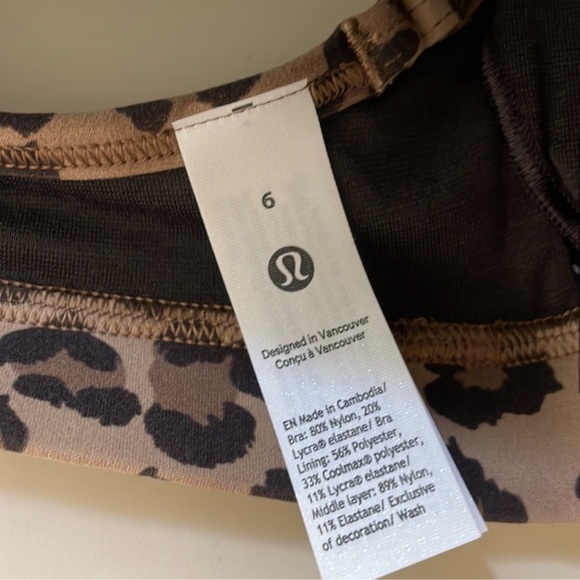 6
Designed in Vancouver
Conçu à Vancouver
EN Made in Cambodia/
Bra: 80% Nylon, 20%
Lycra® elastane/ Bra
Lining: 56% Polyester,
33% Coolmax® polyester,
11% Lycra® elastane/
Middle layer: 89% Nylon,
11% Elastane/ Exclusive
of decoration/ Wash